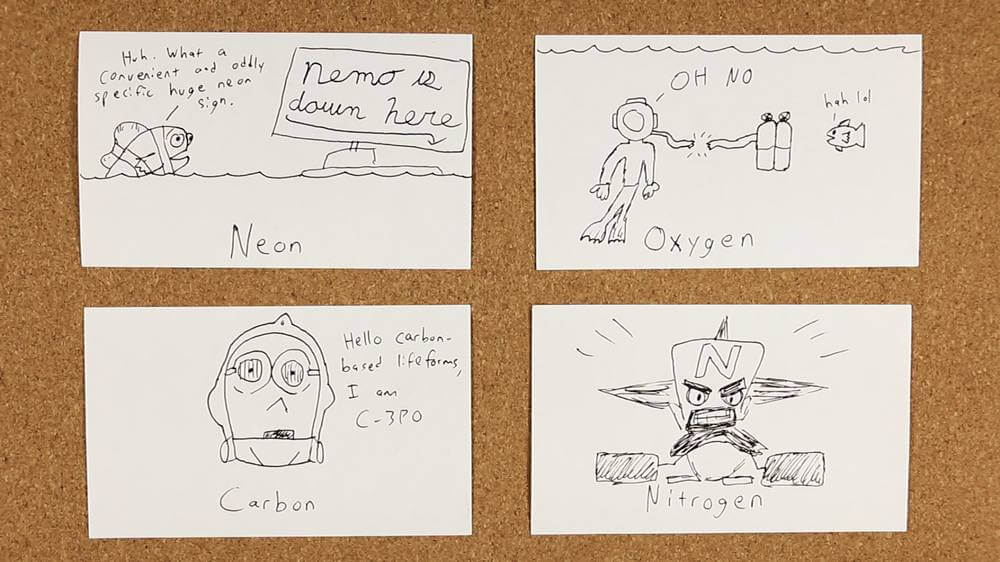 Huh. What a
convenient and oddly
specific huge neon
sign.
nemo is
down here
Neon
OH NO
hah lol
Oxygen
Hello carbon-
based lifeforms,
I am
C-3PO
Carbon
N
Nitrogen